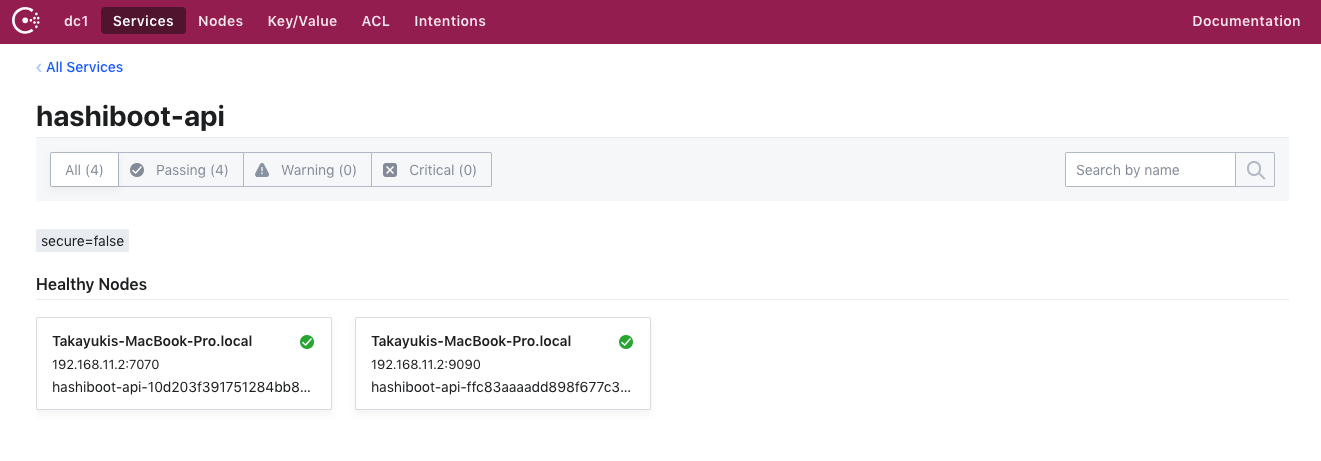 dc1 Services Nodes Key/Value ACL Intentions Documentation
‹ All Services
hashiboot-api
All (4) Passing (4) Warning (0) Critical (0) Search by name
secure=false
Healthy Nodes
Takayukis-MacBook-Pro.local
192.168.11.2:7070
hashiboot-api-10d203f391751284bb8...
Takayukis-MacBook-Pro.local
192.168.11.2:9090
hashiboot-api-ffc83aaaadd898f677c3...